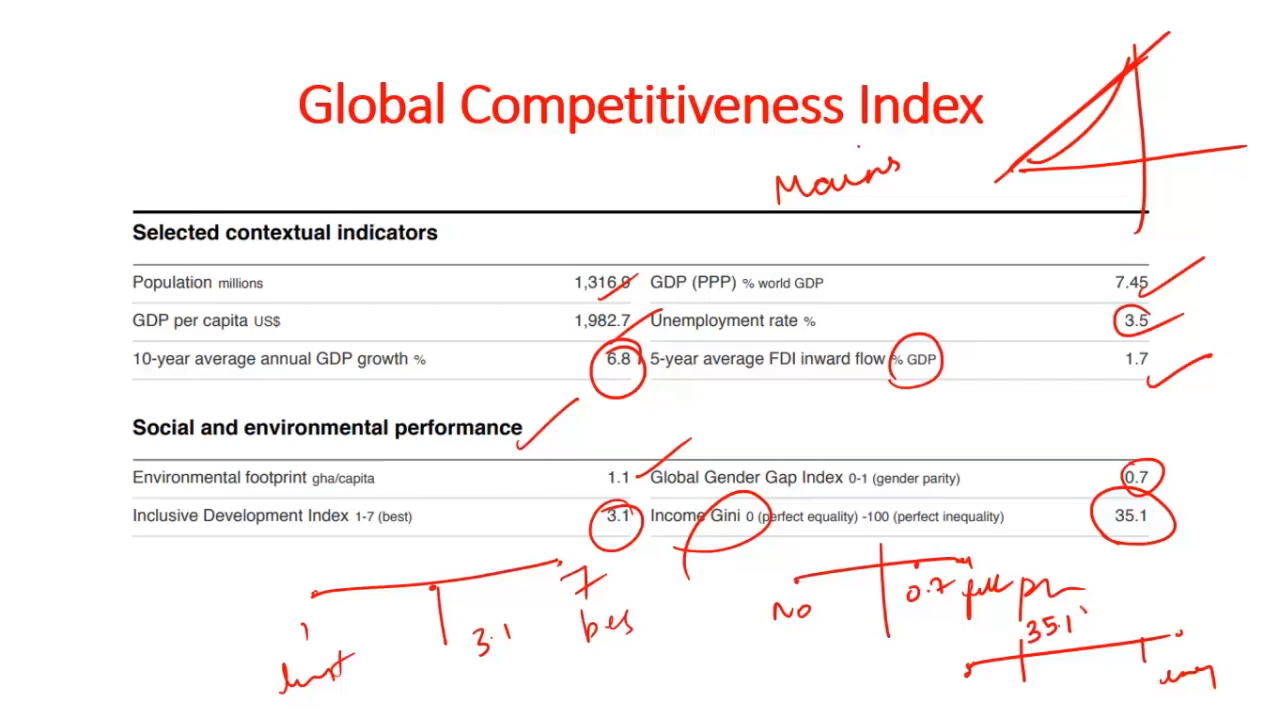 Global Competitiveness Index
Mains
Selected contextual indicators
Population millions 1,316.9 GDP (PPP) % world GDP 7.45
GDP per capita US$ 1,982.7 Unemployment rate % 3.5
10-year average annual GDP growth % 6.8 5-year average FDI inward flow % GDP 1.7
Social and environmental performance
Environmental footprint gha/capita 1.1 Global Gender Gap Index 0-1 (gender parity) 0.7
Inclusive Development Index 1-7 (best) 3.1 Income Gini 0 (perfect equality) -100 (perfect inequality) 35.1
1 3.1 7
bes
No 0.7 full
35.1